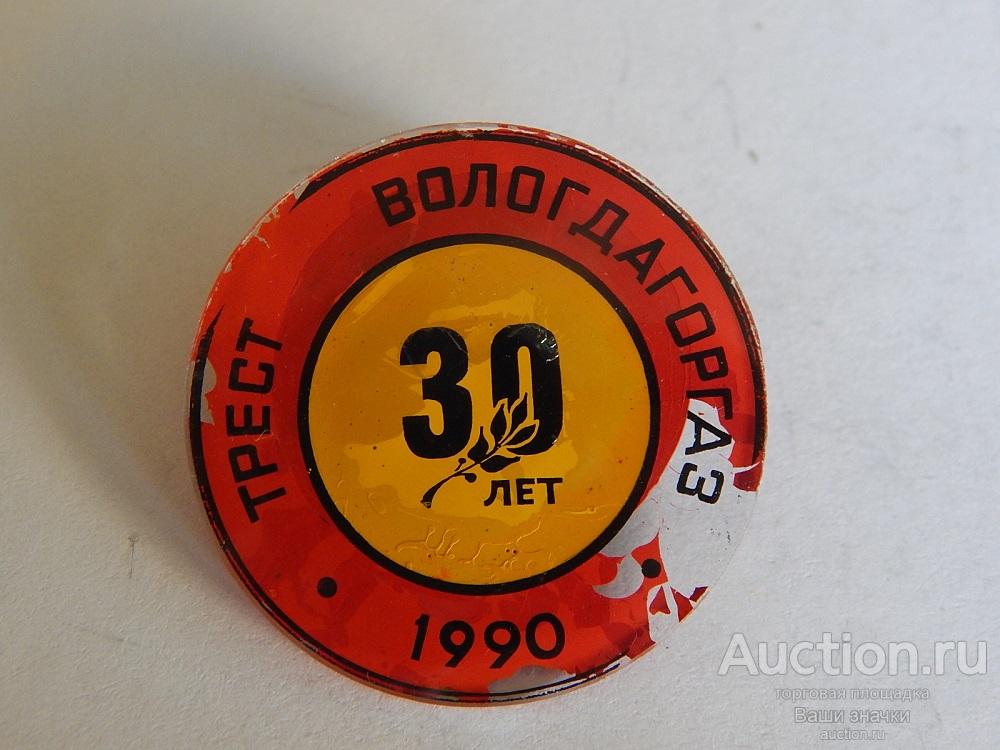 ТРЕСТ ВОЛОГДАГОРГАЗ
30
ЛЕТ
1990
Auction.ru
торговая площадка
Ваши значки
auction.ru